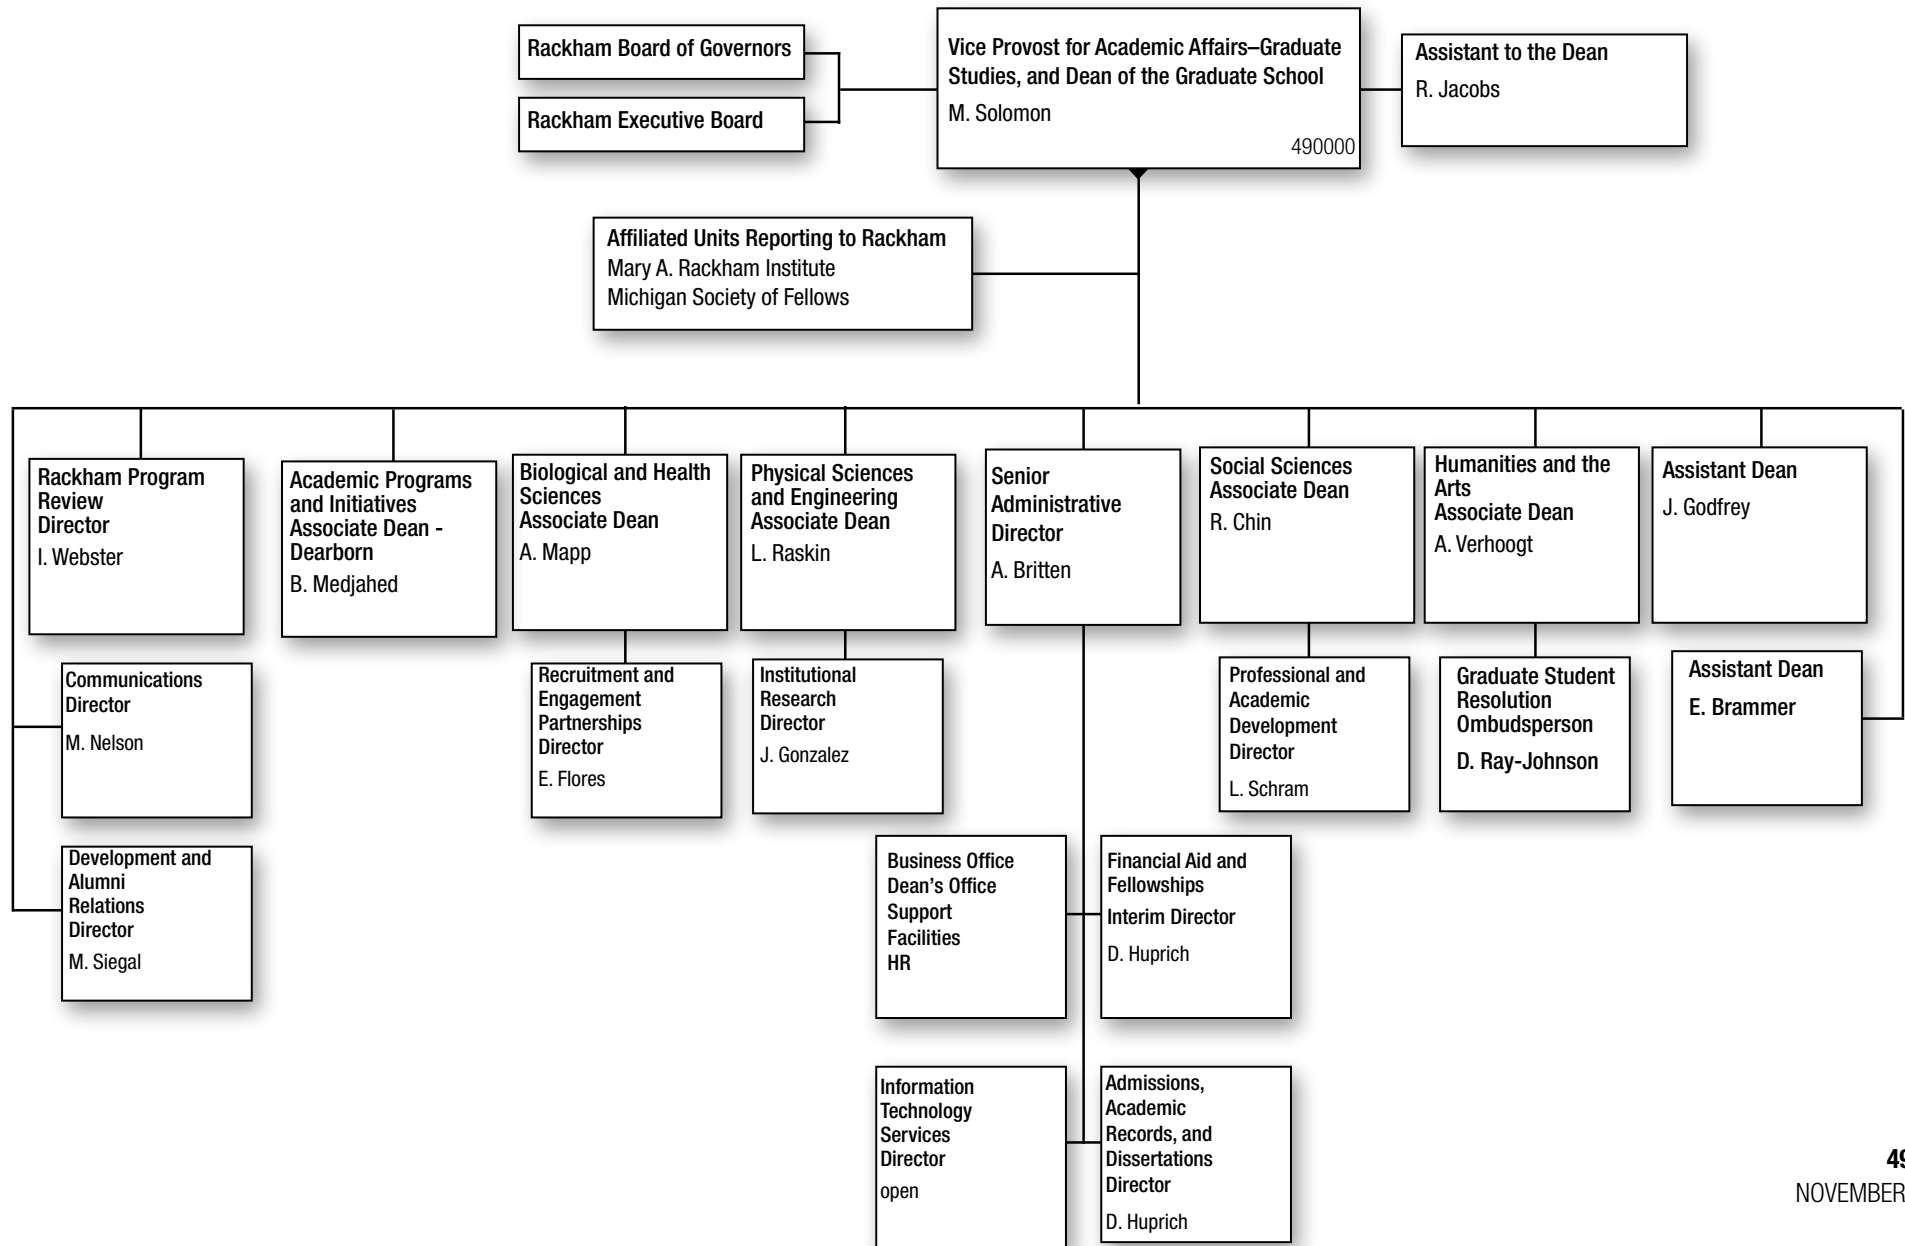 Rackham Board of Governors
Rackham Executive Board
Vice Provost for Academic Affairs–Graduate
Studies, and Dean of the Graduate School
M. Solomon
490000
Assistant to the Dean
R. Jacobs
Affiliated Units Reporting to Rackham
Mary A. Rackham Institute
Michigan Society of Fellows
Rackham Program
Review
Director
I. Webster
Academic Programs
and Initiatives
Associate Dean -
Dearborn
B. Medjahed
Biological and Health
Sciences
Associate Dean
A. Mapp
Physical Sciences
and Engineering
Associate Dean
L. Raskin
Senior
Administrative
Director
A. Britten
Social Sciences
Associate Dean
R. Chin
Humanities and the
Arts
Associate Dean
A. Verhoogt
Assistant Dean
J. Godfrey
Communications
Director
M. Nelson
Recruitment and
Engagement
Partnerships
Director
E. Flores
Institutional
Research
Director
J. Gonzalez
Professional and
Academic
Development
Director
L. Schram
Graduate Student
Resolution
Ombudsperson
D. Ray-Johnson
Assistant Dean
E. Brammer
Development and
Alumni
Relations
Director
M. Siegal
Business Office
Dean’s Office
Support
Facilities
HR
Financial Aid and
Fellowships
Interim Director
D. Huprich
Information
Technology
Services
Director
open
Admissions,
Academic
Records, and
Dissertations
Director
D. Huprich
NOVEMBER